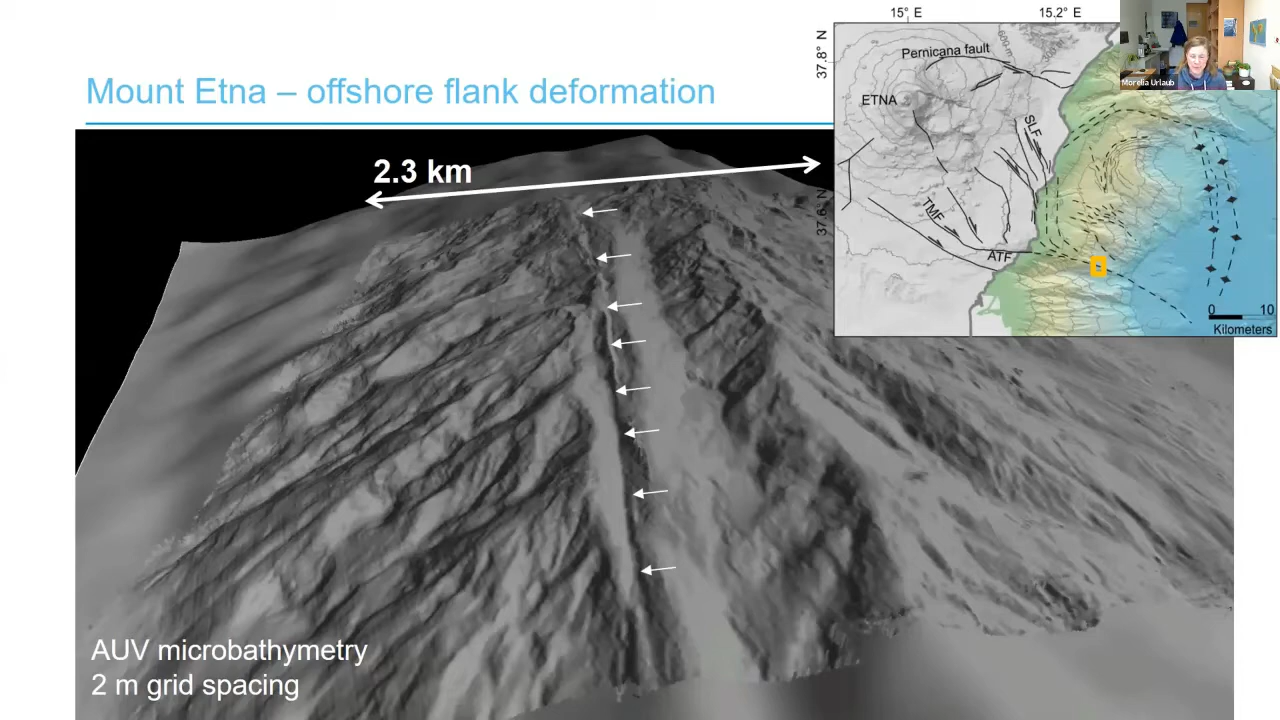 Mount Etna – offshore flank deformation
2.3 km
AUV microbathymetry
2 m grid spacing
15° E
15.2° E
37.8° N
37.6° N
Pernicana fault
600 m
ETNA
SLF
TMF
ATF
0 10
Kilometers
Morelia Urlaub